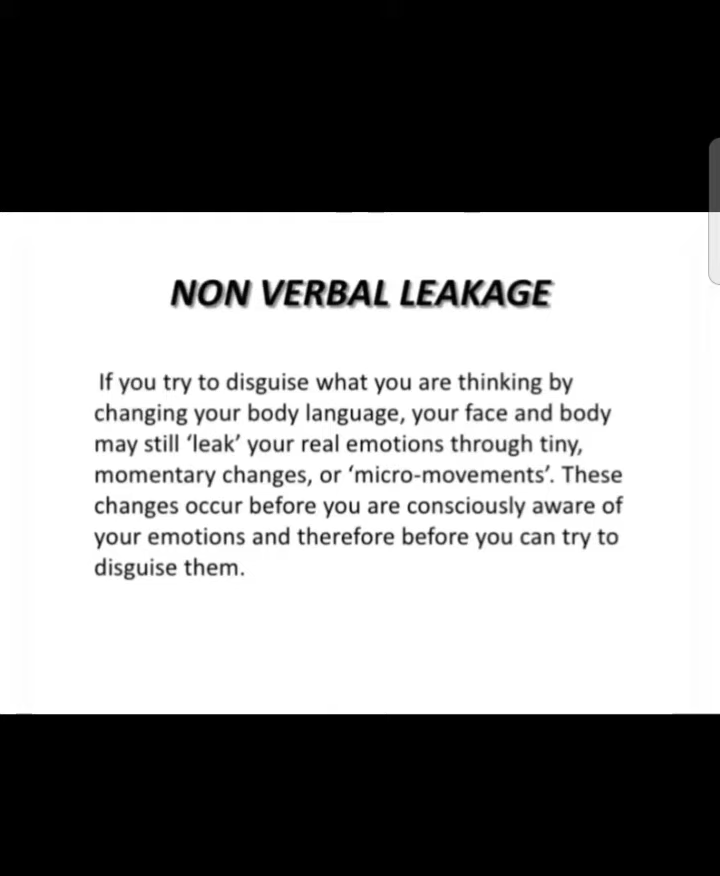 NON VERBAL LEAKAGE
If you try to disguise what you are thinking by
changing your body language, your face and body
may still ‘leak’ your real emotions through tiny,
momentary changes, or ‘micro-movements’. These
changes occur before you are consciously aware of
your emotions and therefore before you can try to
disguise them.